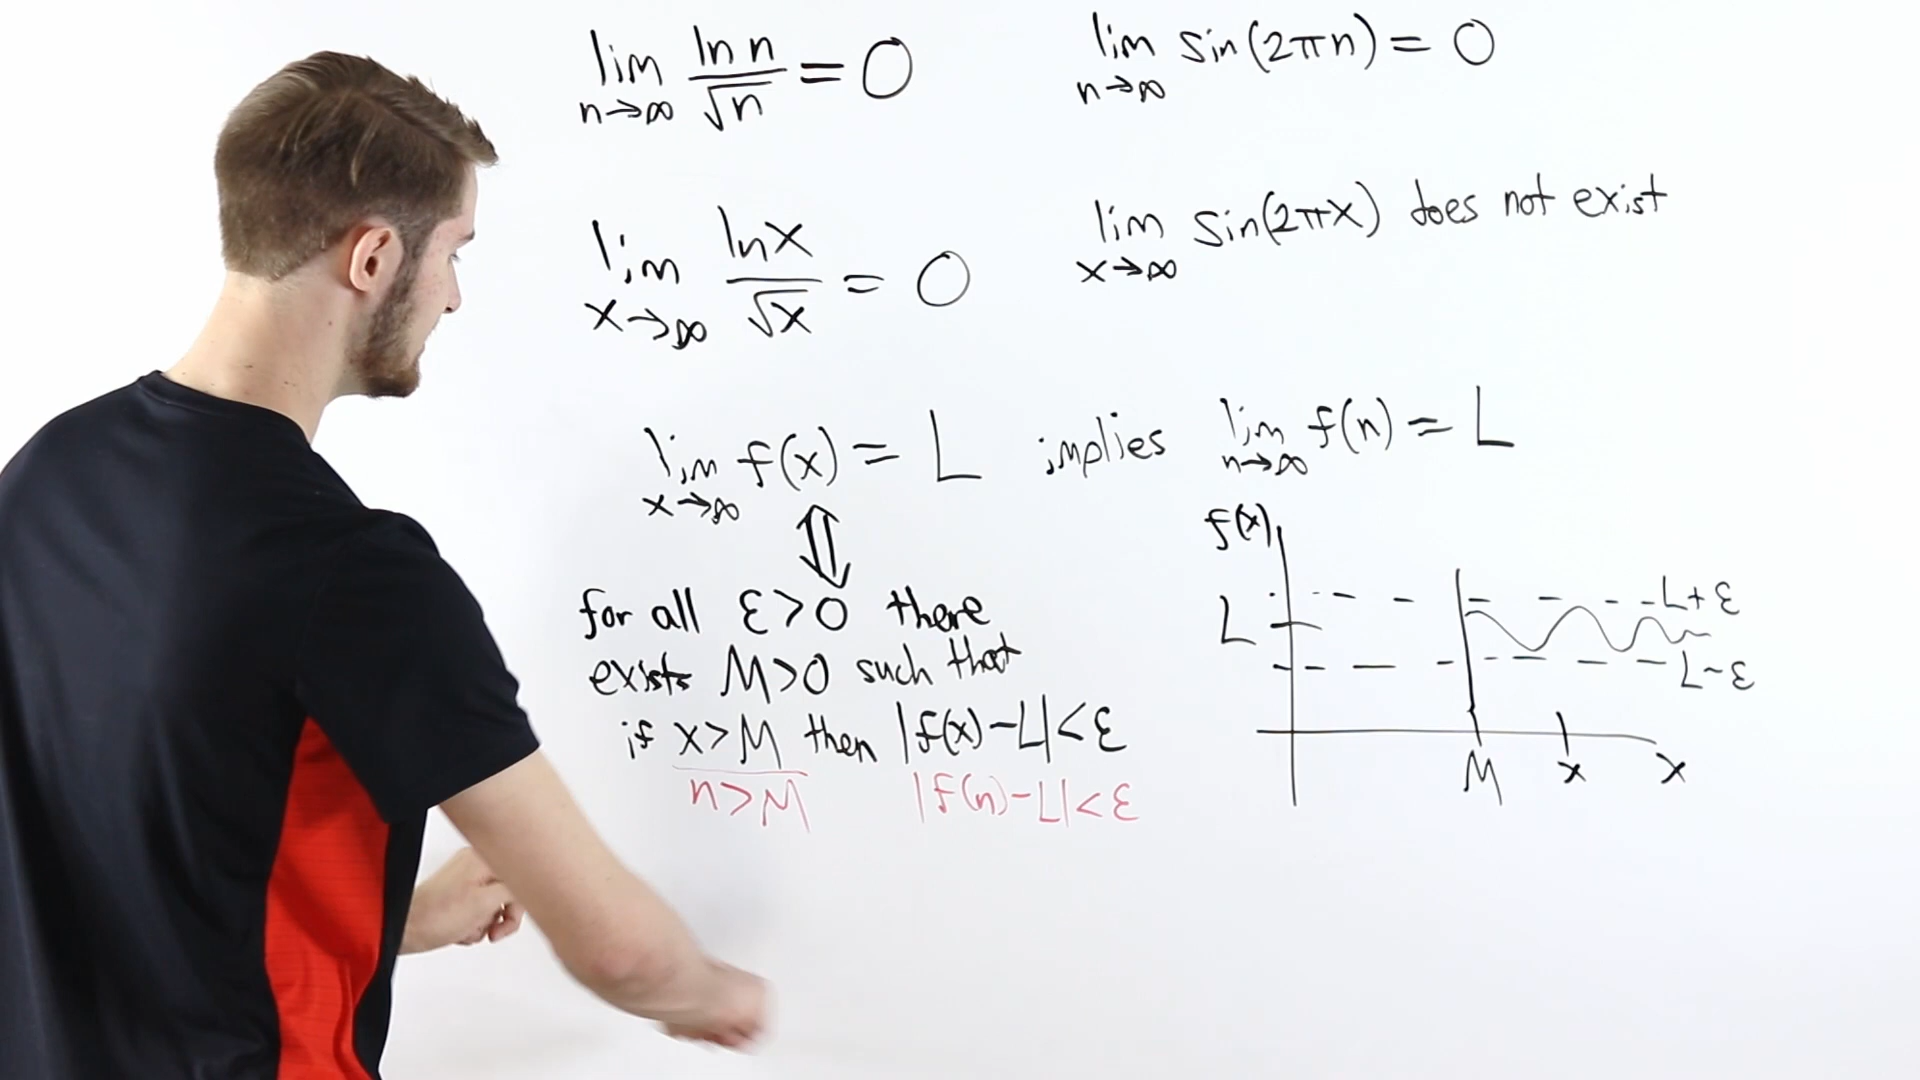 lim n→∞ ln n / √n = 0
lim n→∞ sin(2πn) = 0
lim x→∞ ln x / √x = 0
lim x→∞ sin(2πx) does not exist
lim x→∞ f(x) = L implies lim n→∞ f(n) = L
⇕
for all ε>0 there
exists M>0 such that
if x>M then |f(x)-L|<ε
n>M |f(n)-L|<ε
f(x)
L+ε
L
L-ε
M x x